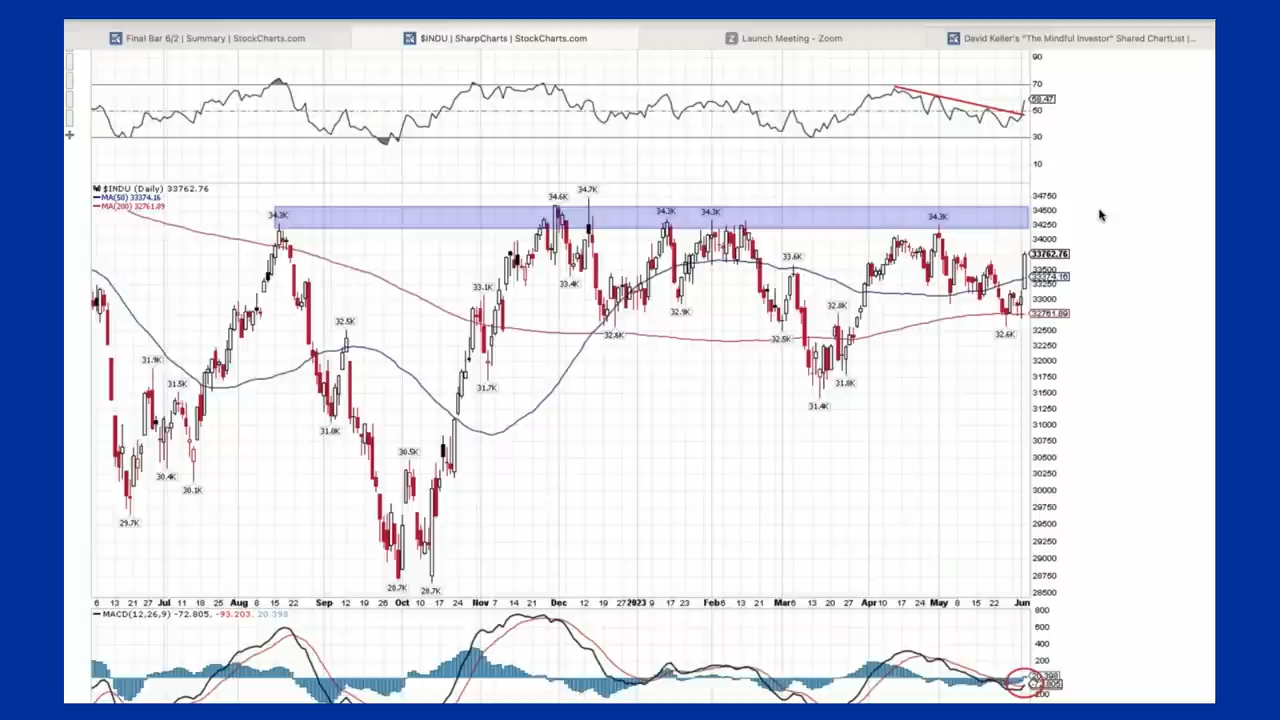 Final Bar 6/2 | Summary | StockCharts.com
$INDU | SharpCharts | StockCharts.com
Launch Meeting - Zoom
David Keller's "The Mindful Investor" Shared ChartList |...
90
70
58.47
50
30
10
$INDU (Daily) 33762.76
MA(50) 33374.16
MA(200) 32761.89
34.3K
34.6K
34.7K
34.3K
34.3K
34.3K
33.1K
33.4K
32.9K
33.6K
32.8K
32.6K
32.5K
32.6K
32.5K
31.9K
31.5K
31.7K
31.8K
31.4K
31.0K
30.5K
30.4K
30.1K
29.7K
28.7K
28.7K
34750
34500
34250
34000
33762.76
33500
33374.16
33250
33000
32761.89
32500
32250
32000
31750
31500
31250
31000
30750
30500
30250
30000
29750
29500
29250
29000
28750
28500
6 13 21 27 Jul 11 18 25 Aug 8 15 22 Sep 12 19 26 Oct 10 17 24 Nov 7 14 21 Dec 12 19 27 2023 9 17 23 Feb 6 13 21 Mar 6 13 20 27 Apr 10 17 24 May 8 15 22 Jun
MACD(12,26,9) -72.805, -93.203, 20.398
800
600
400
200
20.398
200